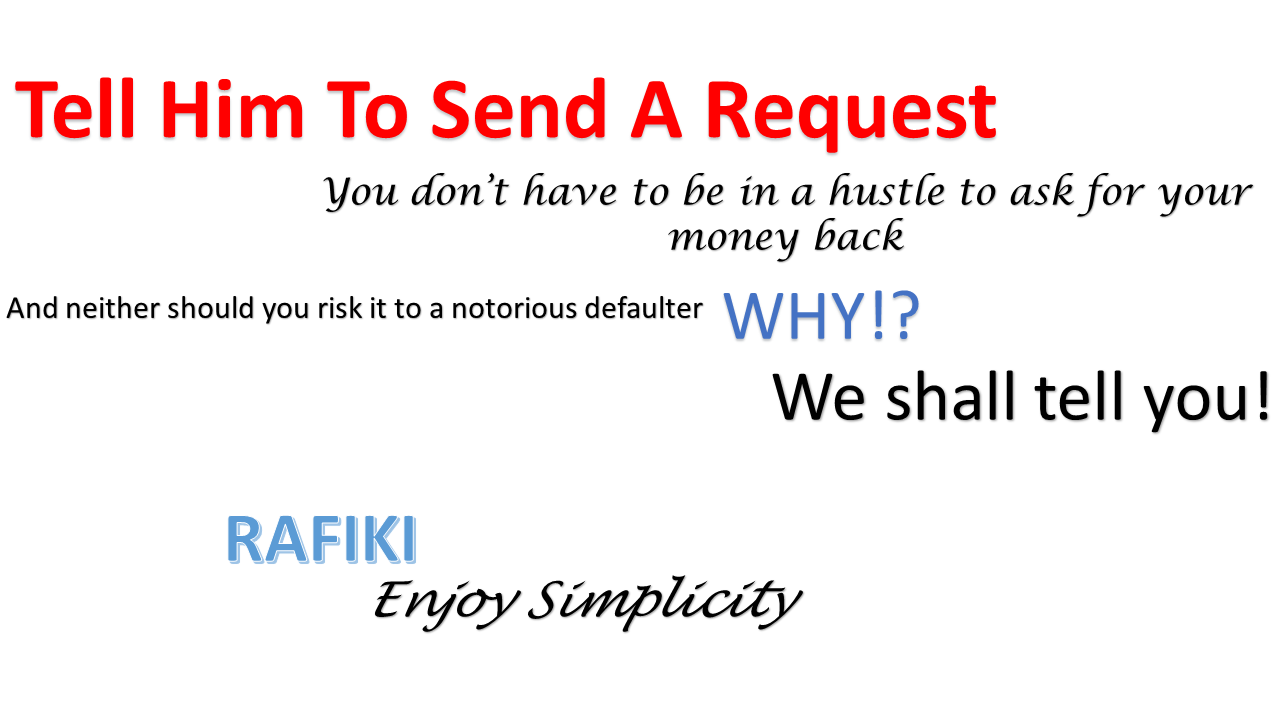 Tell Him To Send A Request
You don’t have to be in a hustle to ask for your
money back
And neither should you risk it to a notorious defaulter
WHY!?
We shall tell you!
RAFIKI
Enjoy Simplicity